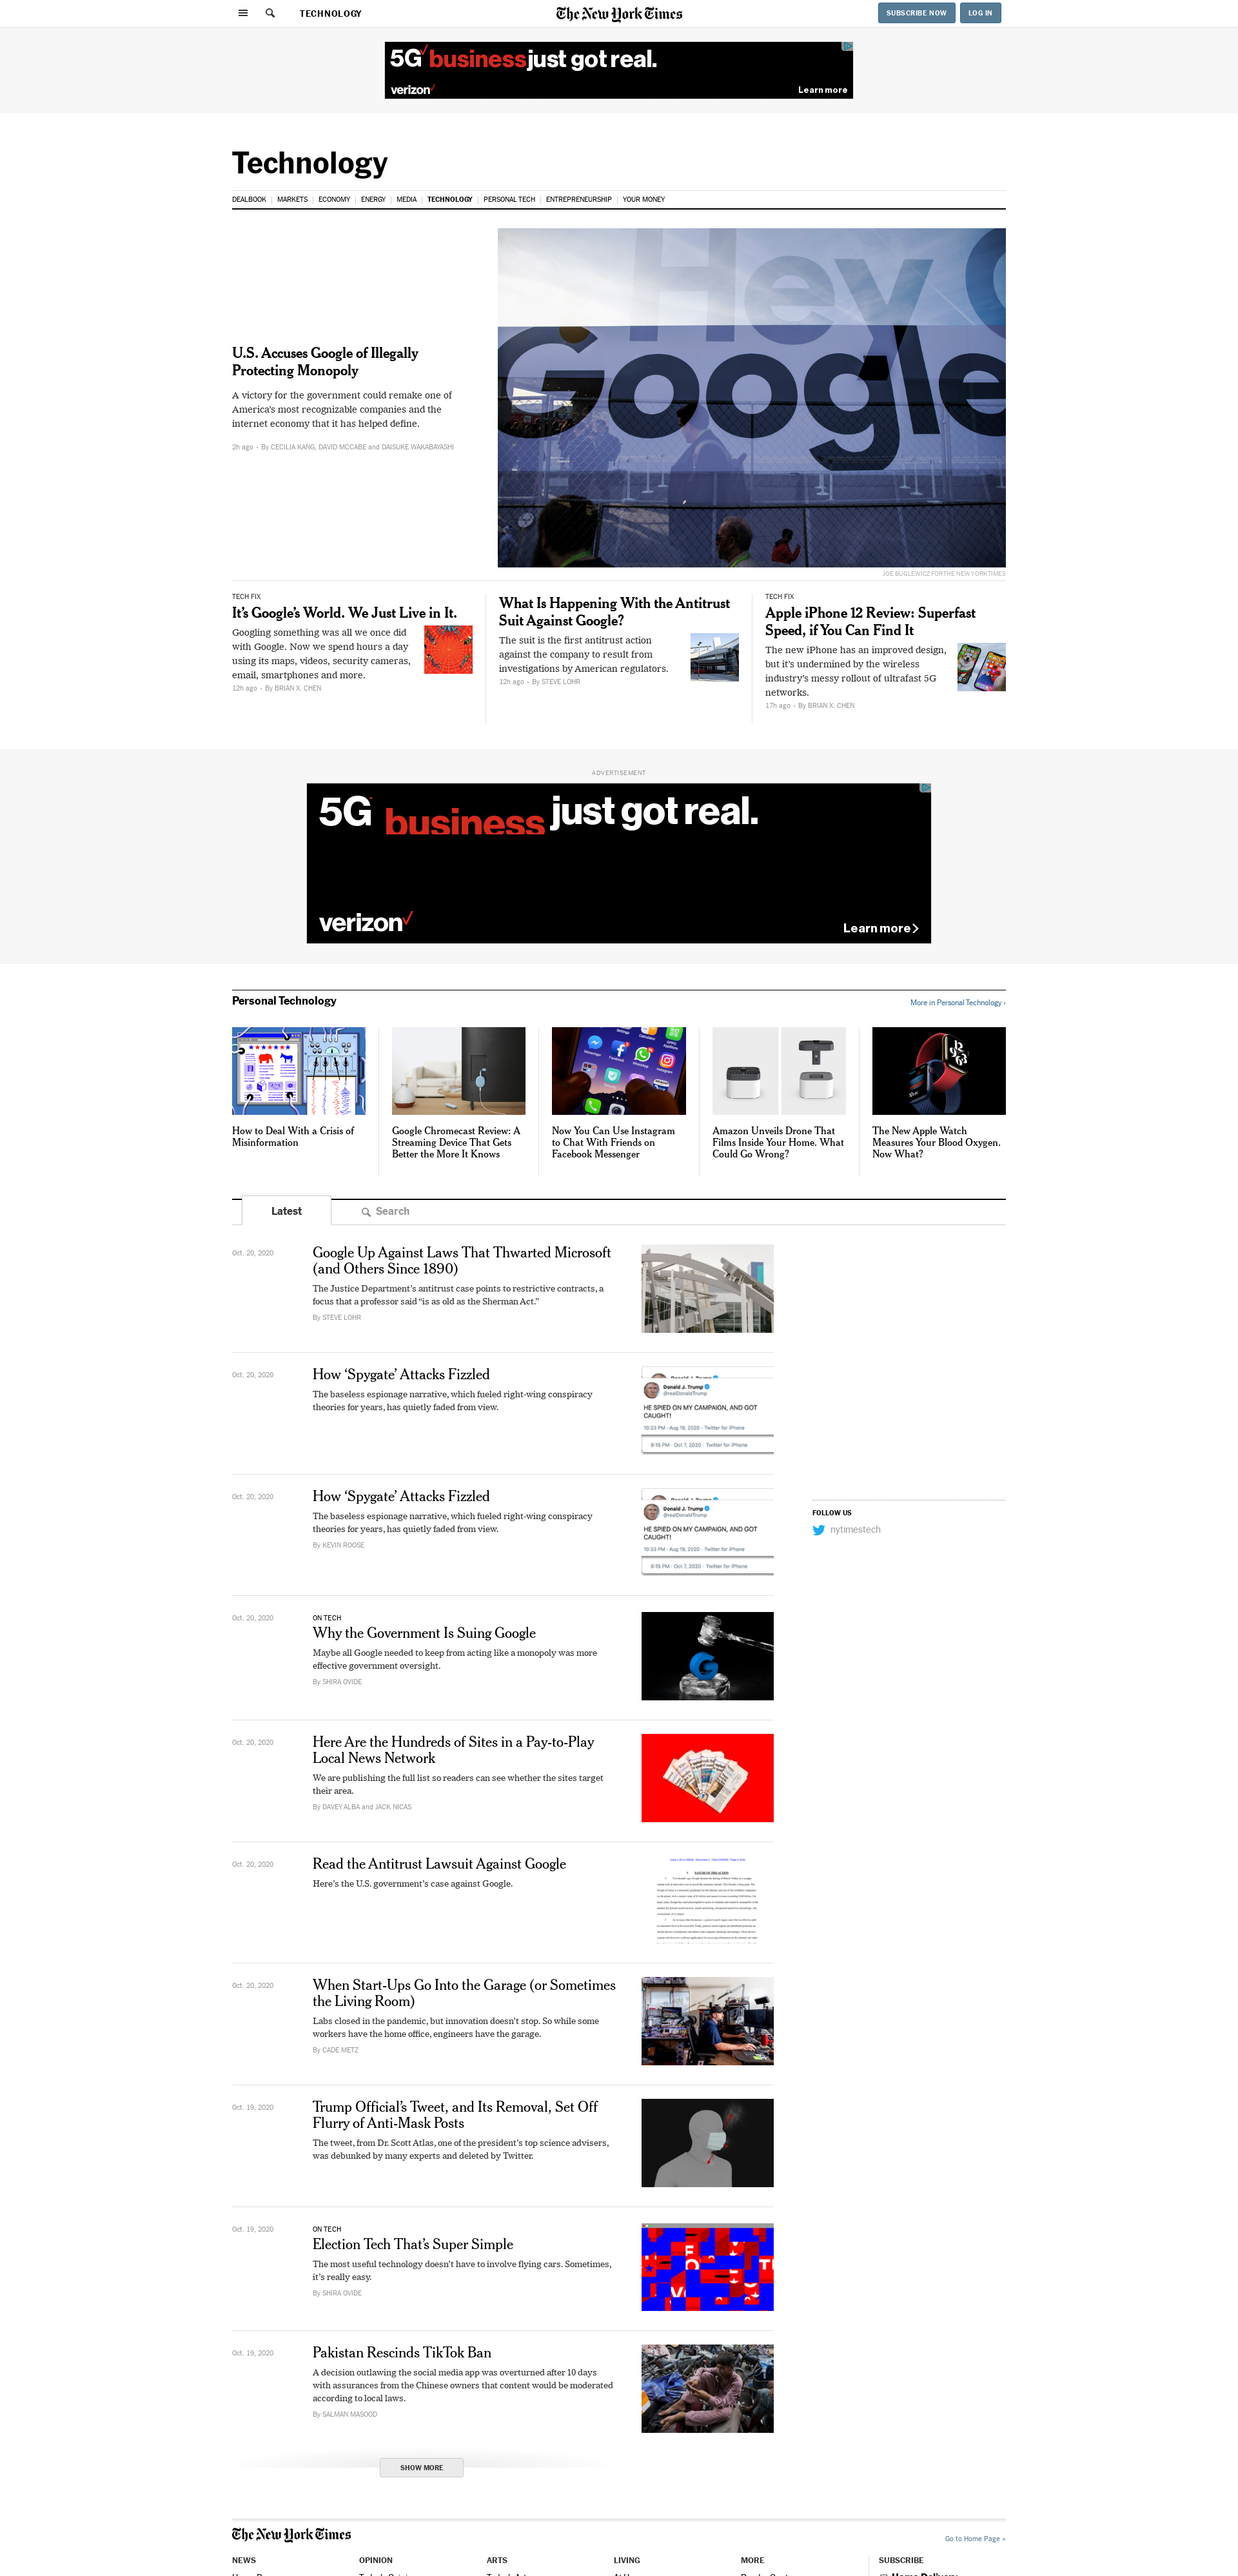 TECHNOLOGY
The New York Times
SUBSCRIBE NOW
LOG IN
5G business just got real.
verizon
Learn more
Technology
DEALBOOK
MARKETS
ECONOMY
ENERGY
MEDIA
TECHNOLOGY
PERSONAL TECH
ENTREPRENEURSHIP
YOUR MONEY
U.S. Accuses Google of Illegally
Protecting Monopoly
A victory for the government could remake one of
America's most recognizable companies and the
internet economy that it has helped define.
2h ago • By CECILIA KANG, DAVID MCCABE and DAISUKE WAKABAYASHI
Hey G
Google
JOE BUGLEWICZ FOR THE NEW YORK TIMES
TECH FIX
It's Google's World. We Just Live in It.
Googling something was all we once did
with Google. Now we spend hours a day
using its maps, videos, security cameras,
email, smartphones and more.
12h ago • By BRIAN X. CHEN
What Is Happening With the Antitrust
Suit Against Google?
The suit is the first antitrust action
against the company to result from
investigations by American regulators.
12h ago • By STEVE LOHR
TECH FIX
Apple iPhone 12 Review: Superfast
Speed, if You Can Find It
The new iPhone has an improved design,
but it's undermined by the wireless
industry's messy rollout of ultrafast 5G
networks.
17h ago • By BRIAN X. CHEN
ADVERTISEMENT
5G business just got real.
verizon
Learn more
Personal Technology
More in Personal Technology ›
How to Deal With a Crisis of
Misinformation
Google Chromecast Review: A
Streaming Device That Gets
Better the More It Knows
Now You Can Use Instagram
to Chat With Friends on
Facebook Messenger
Amazon Unveils Drone That
Films Inside Your Home. What
Could Go Wrong?
The New Apple Watch
Measures Your Blood Oxygen.
Now What?
Latest
Search
Oct. 20, 2020
Google Up Against Laws That Thwarted Microsoft
(and Others Since 1890)
The Justice Department's antitrust case points to restrictive contracts, a
focus that a professor said "is as old as the Sherman Act."
By STEVE LOHR
Oct. 20, 2020
How 'Spygate' Attacks Fizzled
The baseless espionage narrative, which fueled right-wing conspiracy
theories for years, has quietly faded from view.
Donald J. Trump
@realDonaldTrump
HE SPIED ON MY CAMPAIGN, AND GOT
CAUGHT!
10:33 PM · Aug 19, 2020 · Twitter for iPhone
9:15 PM · Oct 7, 2020 · Twitter for iPhone
Oct. 20, 2020
How 'Spygate' Attacks Fizzled
The baseless espionage narrative, which fueled right-wing conspiracy
theories for years, has quietly faded from view.
By KEVIN ROOSE
Donald J. Trump
@realDonaldTrump
HE SPIED ON MY CAMPAIGN, AND GOT
CAUGHT!
10:33 PM · Aug 19, 2020 · Twitter for iPhone
9:15 PM · Oct 7, 2020 · Twitter for iPhone
FOLLOW US
nytimestech
Oct. 20, 2020
ON TECH
Why the Government Is Suing Google
Maybe all Google needed to keep from acting like a monopoly was more
effective government oversight.
By SHIRA OVIDE
Oct. 20, 2020
Here Are the Hundreds of Sites in a Pay-to-Play
Local News Network
We are publishing the full list so readers can see whether the sites target
their area.
By DAVEY ALBA and JACK NICAS
Oct. 20, 2020
Read the Antitrust Lawsuit Against Google
Here's the U.S. government's case against Google.
Oct. 20, 2020
When Start-Ups Go Into the Garage (or Sometimes
the Living Room)
Labs closed in the pandemic, but innovation doesn't stop. So while some
workers have the home office, engineers have the garage.
By CADE METZ
Oct. 19, 2020
Trump Official's Tweet, and Its Removal, Set Off
Flurry of Anti-Mask Posts
The tweet, from Dr. Scott Atlas, one of the president's top science advisers,
was debunked by many experts and deleted by Twitter.
Oct. 19, 2020
ON TECH
Election Tech That's Super Simple
The most useful technology doesn't have to involve flying cars. Sometimes,
it's really easy.
By SHIRA OVIDE
Oct. 19, 2020
Pakistan Rescinds TikTok Ban
A decision outlawing the social media app was overturned after 10 days
with assurances from the Chinese owners that content would be moderated
according to local laws.
By SALMAN MASOOD
SHOW MORE
The New York Times
Go to Home Page »
NEWS
OPINION
ARTS
LIVING
MORE
SUBSCRIBE